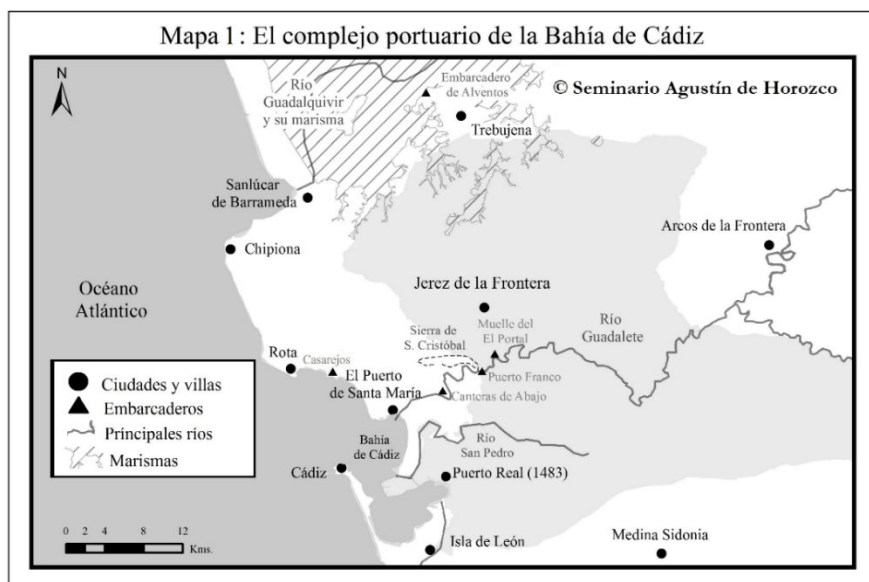 Mapa 1: El complejo portuario de la Bahía de Cádiz
N
© Seminario Agustín de Horozco
Río
Guadalquivir
y su marisma
Embarcadero
de Alventos
Trebujena
Sanlúcar
de Barrameda
Chipiona
Arcos de la Frontera
Océano
Atlántico
Jerez de la Frontera
Muelle del
El Portal
Río
Guadalete
Sierra de
S. Cristóbal
Rota
Casarejos
El Puerto
de Santa María
Puerto Franco
Canteras de Abajo
Ciudades y villas
Embarcaderos
Principales ríos
Marismas
Bahía
de Cádiz
Río
San Pedro
Cádiz
Puerto Real (1483)
0 2 4 8 12
Kms.
Isla de León
Medina Sidonia